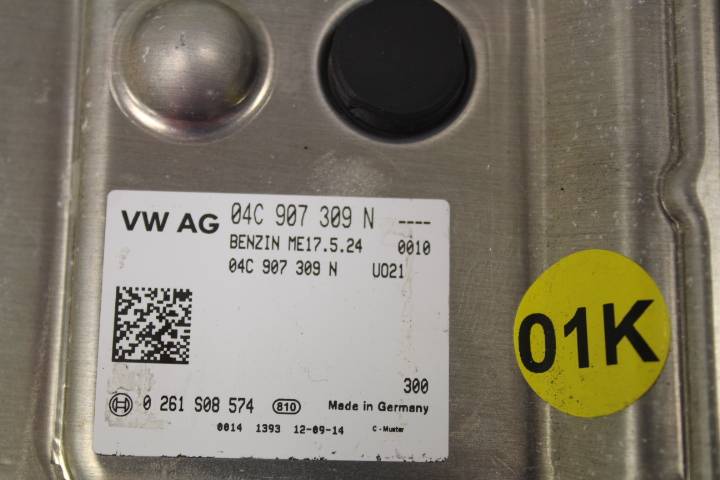 VW AG 04C 907 309 N ----
BENZIN ME17.5.24 0010
04C 907 309 N U021
300
0 261 S08 574 810 Made in Germany
0014 1393 12-09-14 C-Muster
01K